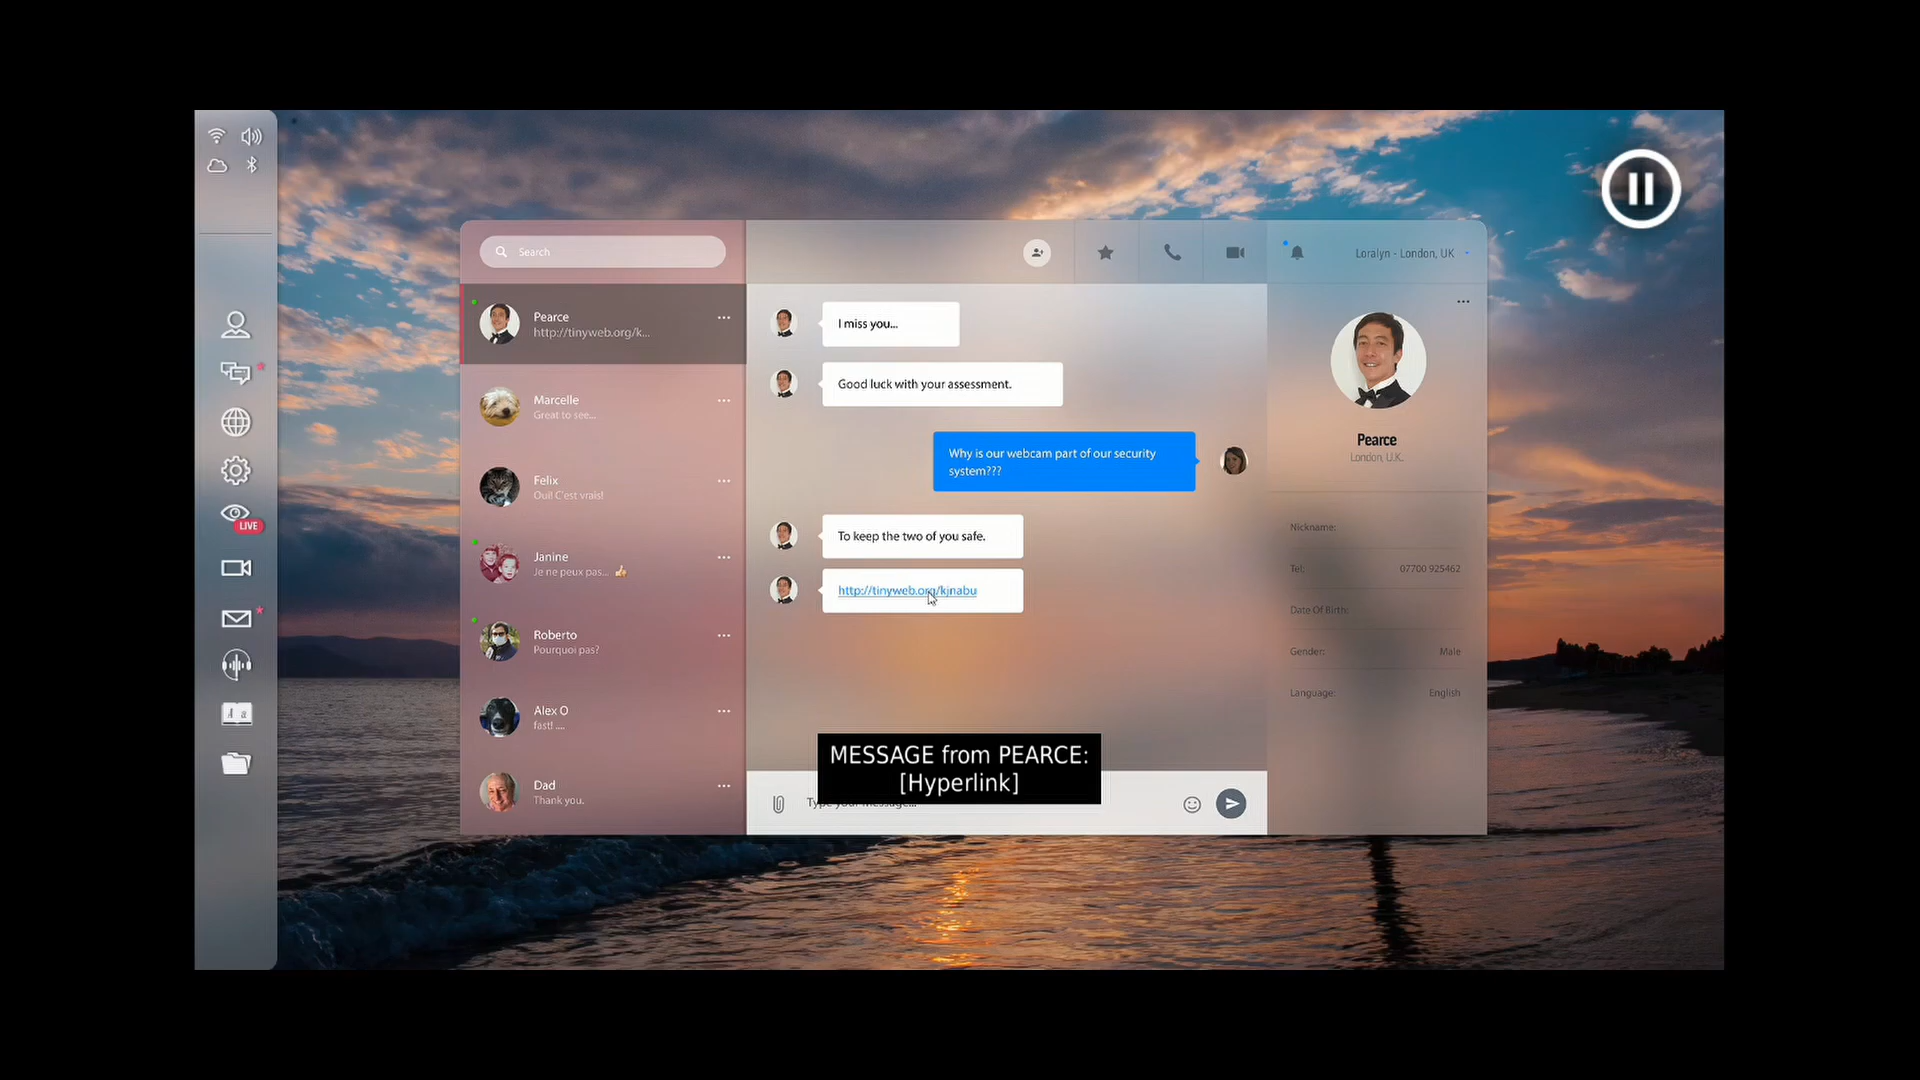 LIVE
A a
Search
Pearce
http://tinyweb.org/k...
Marcelle
Great to see...
Felix
Oui! C'est vrais!
Janine
Je ne peux pas...
Roberto
Pourquoi pas?
Alex O
fast! ....
Dad
Thank you.
I miss you...
Good luck with your assessment.
Why is our webcam part of our security
system???
To keep the two of you safe.
http://tinyweb.org/kjnabu
MESSAGE from PEARCE:
[Hyperlink]
Type your message...
Loralyn - London, UK
Pearce
London, U.K.
Nickname:
Tel: 07700 925462
Date Of Birth:
Gender: Male
Language: English